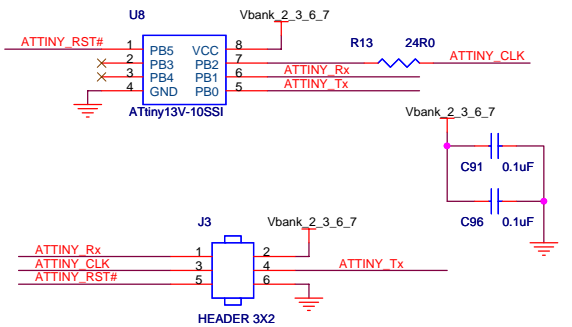 U8
Vbank_2_3_6_7
ATTINY_RST# 1 PB5 VCC 8 R13 24R0
2 PB3 PB2 7 ATTINY_CLK
3 PB4 PB1 6 ATTINY_Rx
4 GND PB0 5 ATTINY_Tx
ATtiny13V-10SSI
Vbank_2_3_6_7
C91 0.1uF
C96 0.1uF
J3 Vbank_2_3_6_7
ATTINY_Rx 1 2
ATTINY_CLK 3 4 ATTINY_Tx
ATTINY_RST# 5 6
HEADER 3X2